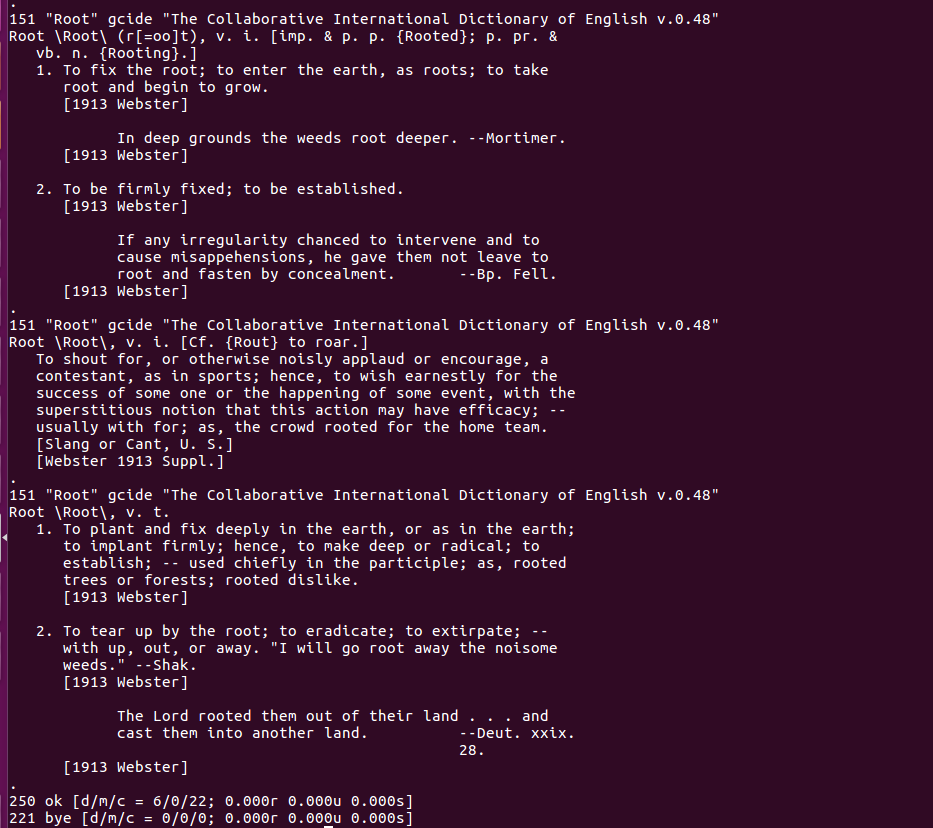 .
151 "Root" gcide "The Collaborative International Dictionary of English v.0.48"
Root \Root\ (r[=oo]t), v. i. [imp. & p. p. {Rooted}; p. pr. &
   vb. n. {Rooting}.]
   1. To fix the root; to enter the earth, as roots; to take
      root and begin to grow.
      [1913 Webster]

            In deep grounds the weeds root deeper. --Mortimer.
      [1913 Webster]

   2. To be firmly fixed; to be established.
      [1913 Webster]

            If any irregularity chanced to intervene and to
            cause misappehensions, he gave them not leave to
            root and fasten by concealment.       --Bp. Fell.
      [1913 Webster]
.
151 "Root" gcide "The Collaborative International Dictionary of English v.0.48"
Root \Root\, v. i. [Cf. {Rout} to roar.]
   To shout for, or otherwise noisly applaud or encourage, a
   contestant, as in sports; hence, to wish earnestly for the
   success of some one or the happening of some event, with the
   superstitious notion that this action may have efficacy; --
   usually with for; as, the crowd rooted for the home team.
   [Slang or Cant, U. S.]
   [Webster 1913 Suppl.]
.
151 "Root" gcide "The Collaborative International Dictionary of English v.0.48"
Root \Root\, v. t.
   1. To plant and fix deeply in the earth, or as in the earth;
      to implant firmly; hence, to make deep or radical; to
      establish; -- used chiefly in the participle; as, rooted
      trees or forests; rooted dislike.
      [1913 Webster]

   2. To tear up by the root; to eradicate; to extirpate; --
      with up, out, or away. "I will go root away the noisome
      weeds." --Shak.
      [1913 Webster]

            The Lord rooted them out of their land . . . and
            cast them into another land.          --Deut. xxix.
                                                  28.
      [1913 Webster]
.
250 ok [d/m/c = 6/0/22; 0.000r 0.000u 0.000s]
221 bye [d/m/c = 0/0/0; 0.000r 0.000u 0.000s]